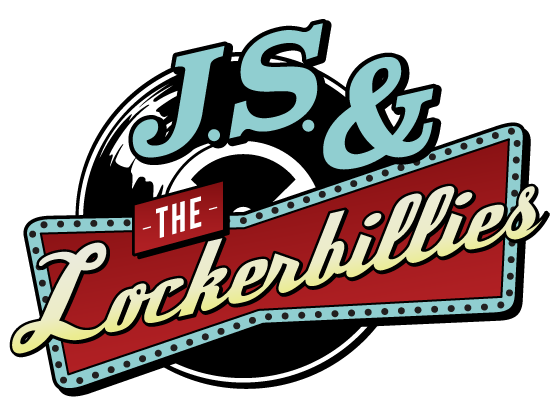 J.S. &
-THE-
Lockerbillies